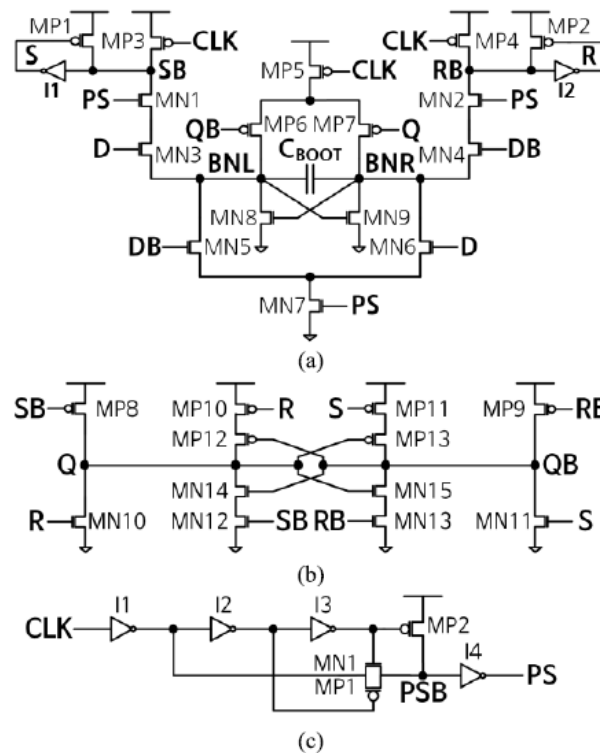 MP1 MP3 CLK CLK MP4 MP2
S I1 SB MP5 CLK RB I2 R
PS MN1 QB MP6 MP7 Q MN2 PS
D MN3 C_BOOT MN4 DB
BNL BNR
MN8 MN9
DB MN5 MN6 D
MN7 PS
(a)
SB MP8 MP10 R S MP11 MP9 RB
MP12 MP13
Q QB
MN14 MN15
R MN10 MN12 SB RB MN13 MN11 S
(b)
CLK I1 I2 I3 MP2
MN1 I4
MP1 PSB PS
(c)